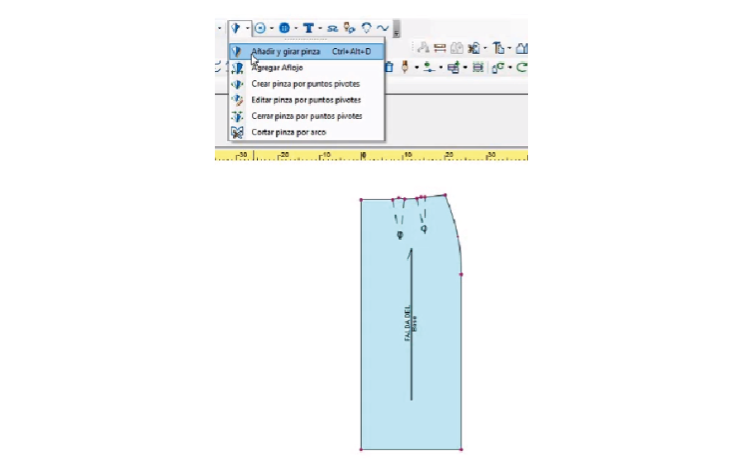 Añadir y girar pinza Ctrl+Alt+D
Agregar Aflojo
Crear pinza por puntos pivotes
Editar pinza por puntos pivotes
Cerrar pinza por puntos pivotes
Cortar pinza por arco
-30 -20 -10 0 10 20 30
FALDA DEL
Base